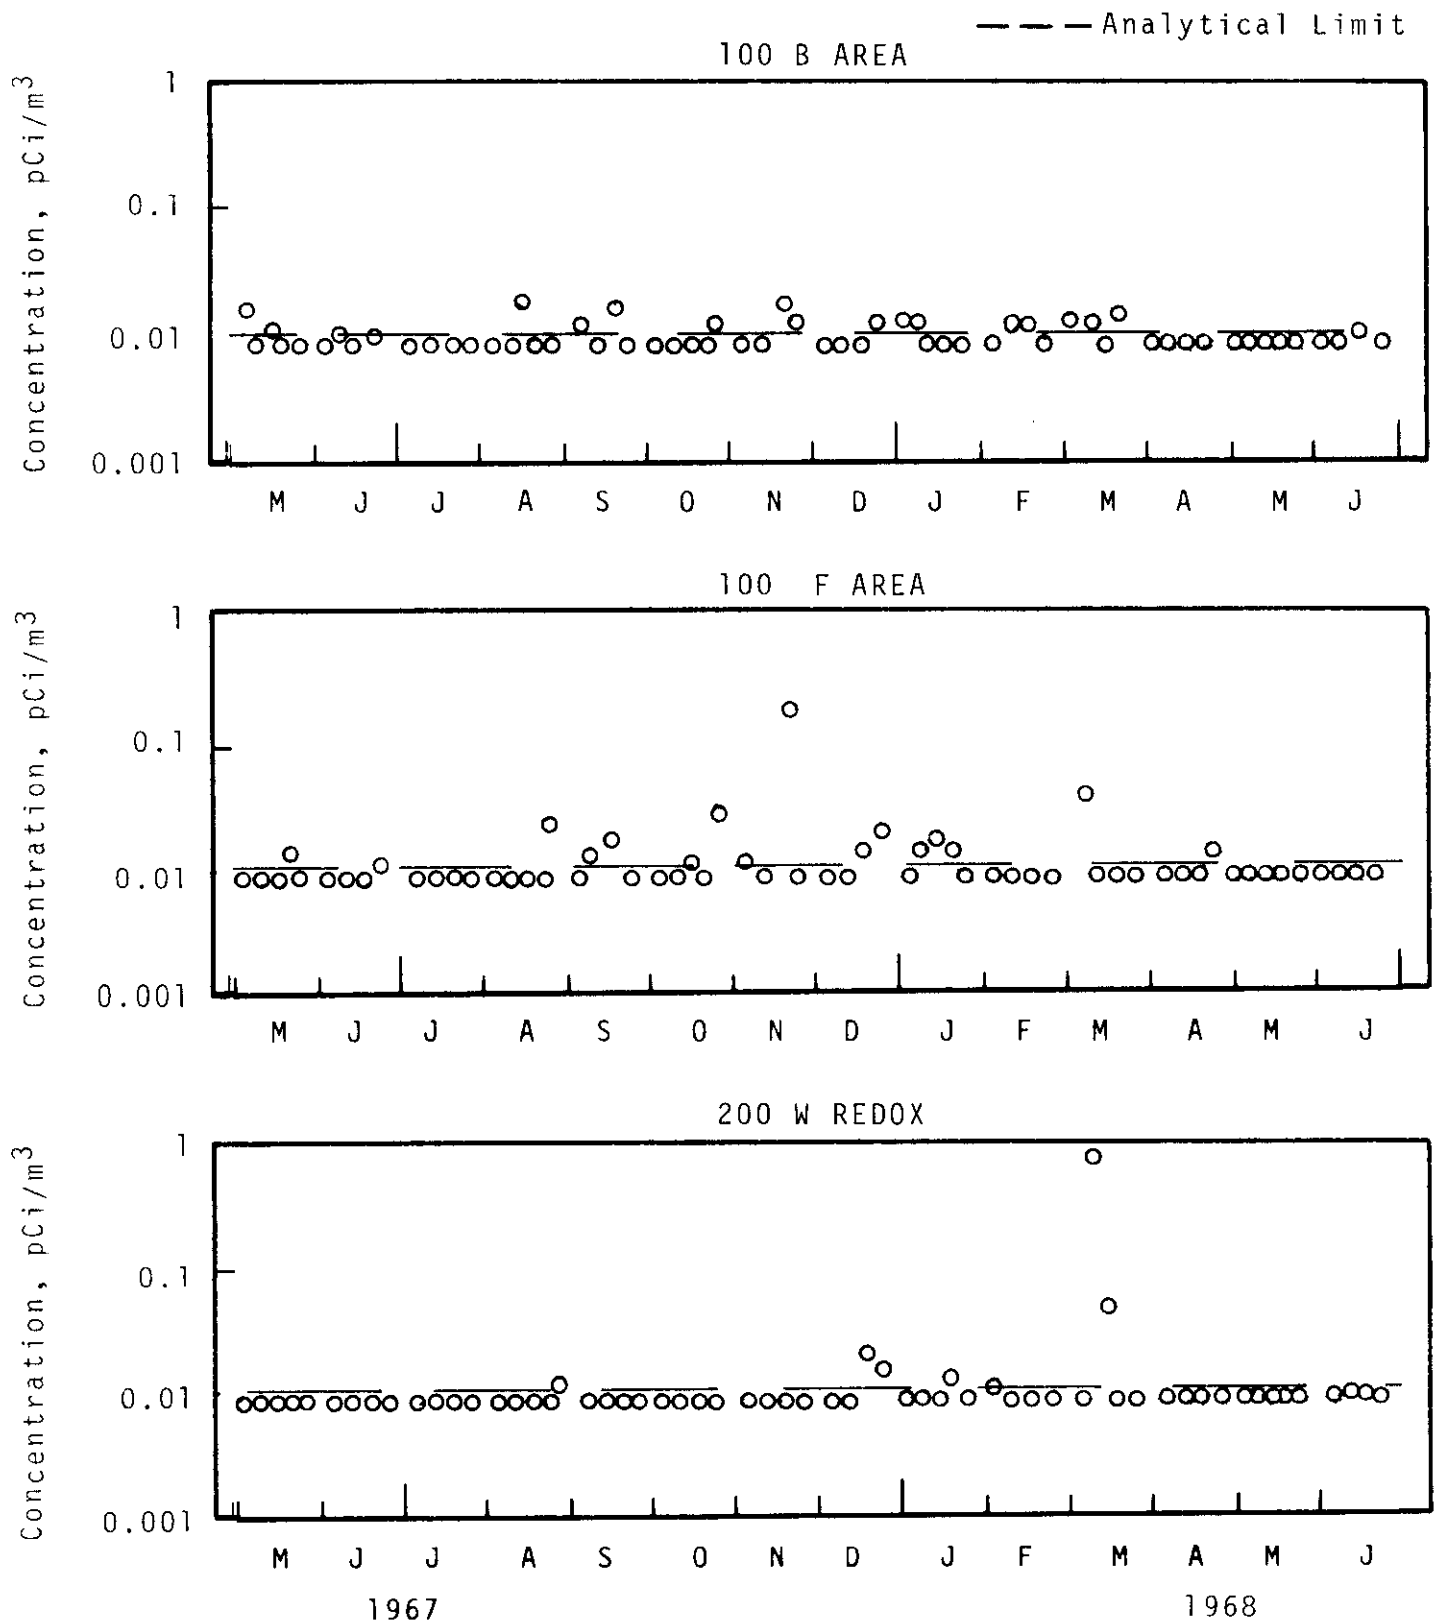 — — — Analytical Limit
100 B AREA
Concentration, pCi/m³
1
0.1
0.01
0.001
M J J A S O N D J F M A M J
100 F AREA
Concentration, pCi/m³
1
0.1
0.01
0.001
M J J A S O N D J F M A M J
200 W REDOX
Concentration, pCi/m³
1
0.1
0.01
0.001
M J J A S O N D J F M A M J
1967 1968